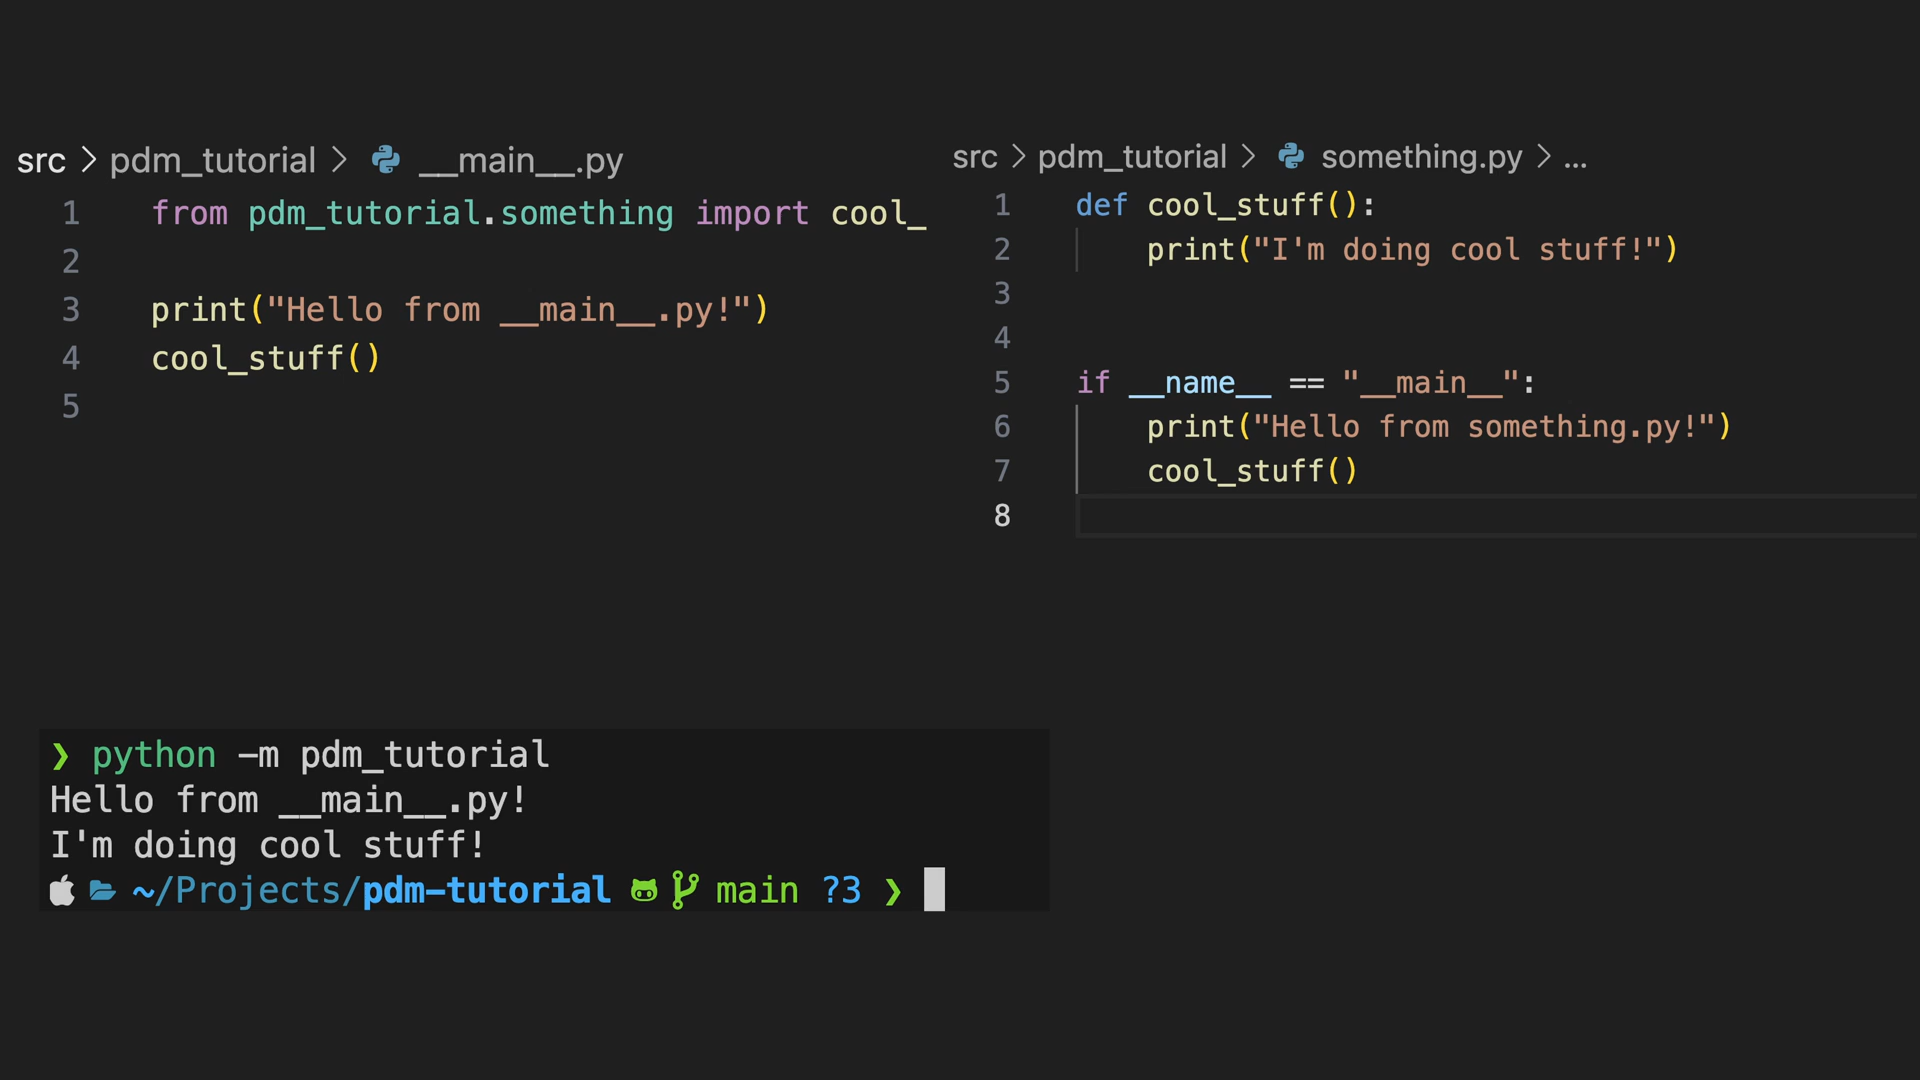 src > pdm_tutorial > __main__.py
1 from pdm_tutorial.something import cool_
2
3 print("Hello from __main__.py!")
4 cool_stuff()
5
src > pdm_tutorial > something.py > ...
1 def cool_stuff():
2     print("I'm doing cool stuff!")
3
4
5 if __name__ == "__main__":
6     print("Hello from something.py!")
7     cool_stuff()
8
❯ python -m pdm_tutorial
Hello from __main__.py!
I'm doing cool stuff!
~/Projects/pdm-tutorial main ?3 ❯